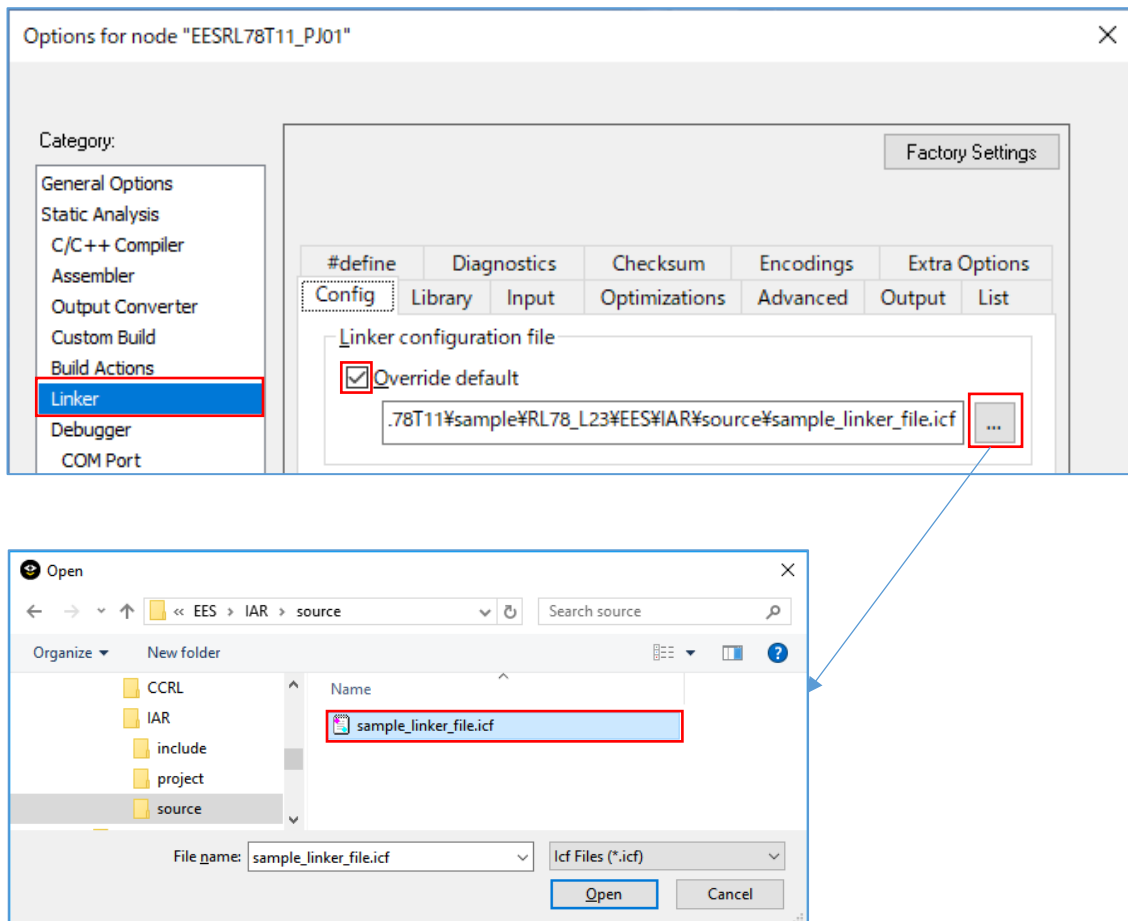 Options for node "EESRL78T11_PJ01"
Category:
Factory Settings
General Options
Static Analysis
C/C++ Compiler
Assembler
Output Converter
Custom Build
Build Actions
Linker
Debugger
COM Port
#define Diagnostics Checksum Encodings Extra Options
Config Library Input Optimizations Advanced Output List
Linker configuration file
Override default
.78T11¥sample¥RL78_L23¥EES¥IAR¥source¥sample_linker_file.icf ...
Open
« EES > IAR > source
Search source
Organize New folder
CCRL
IAR
include
project
source
Name
sample_linker_file.icf
File name: sample_linker_file.icf
Icf Files (*.icf)
Open Cancel